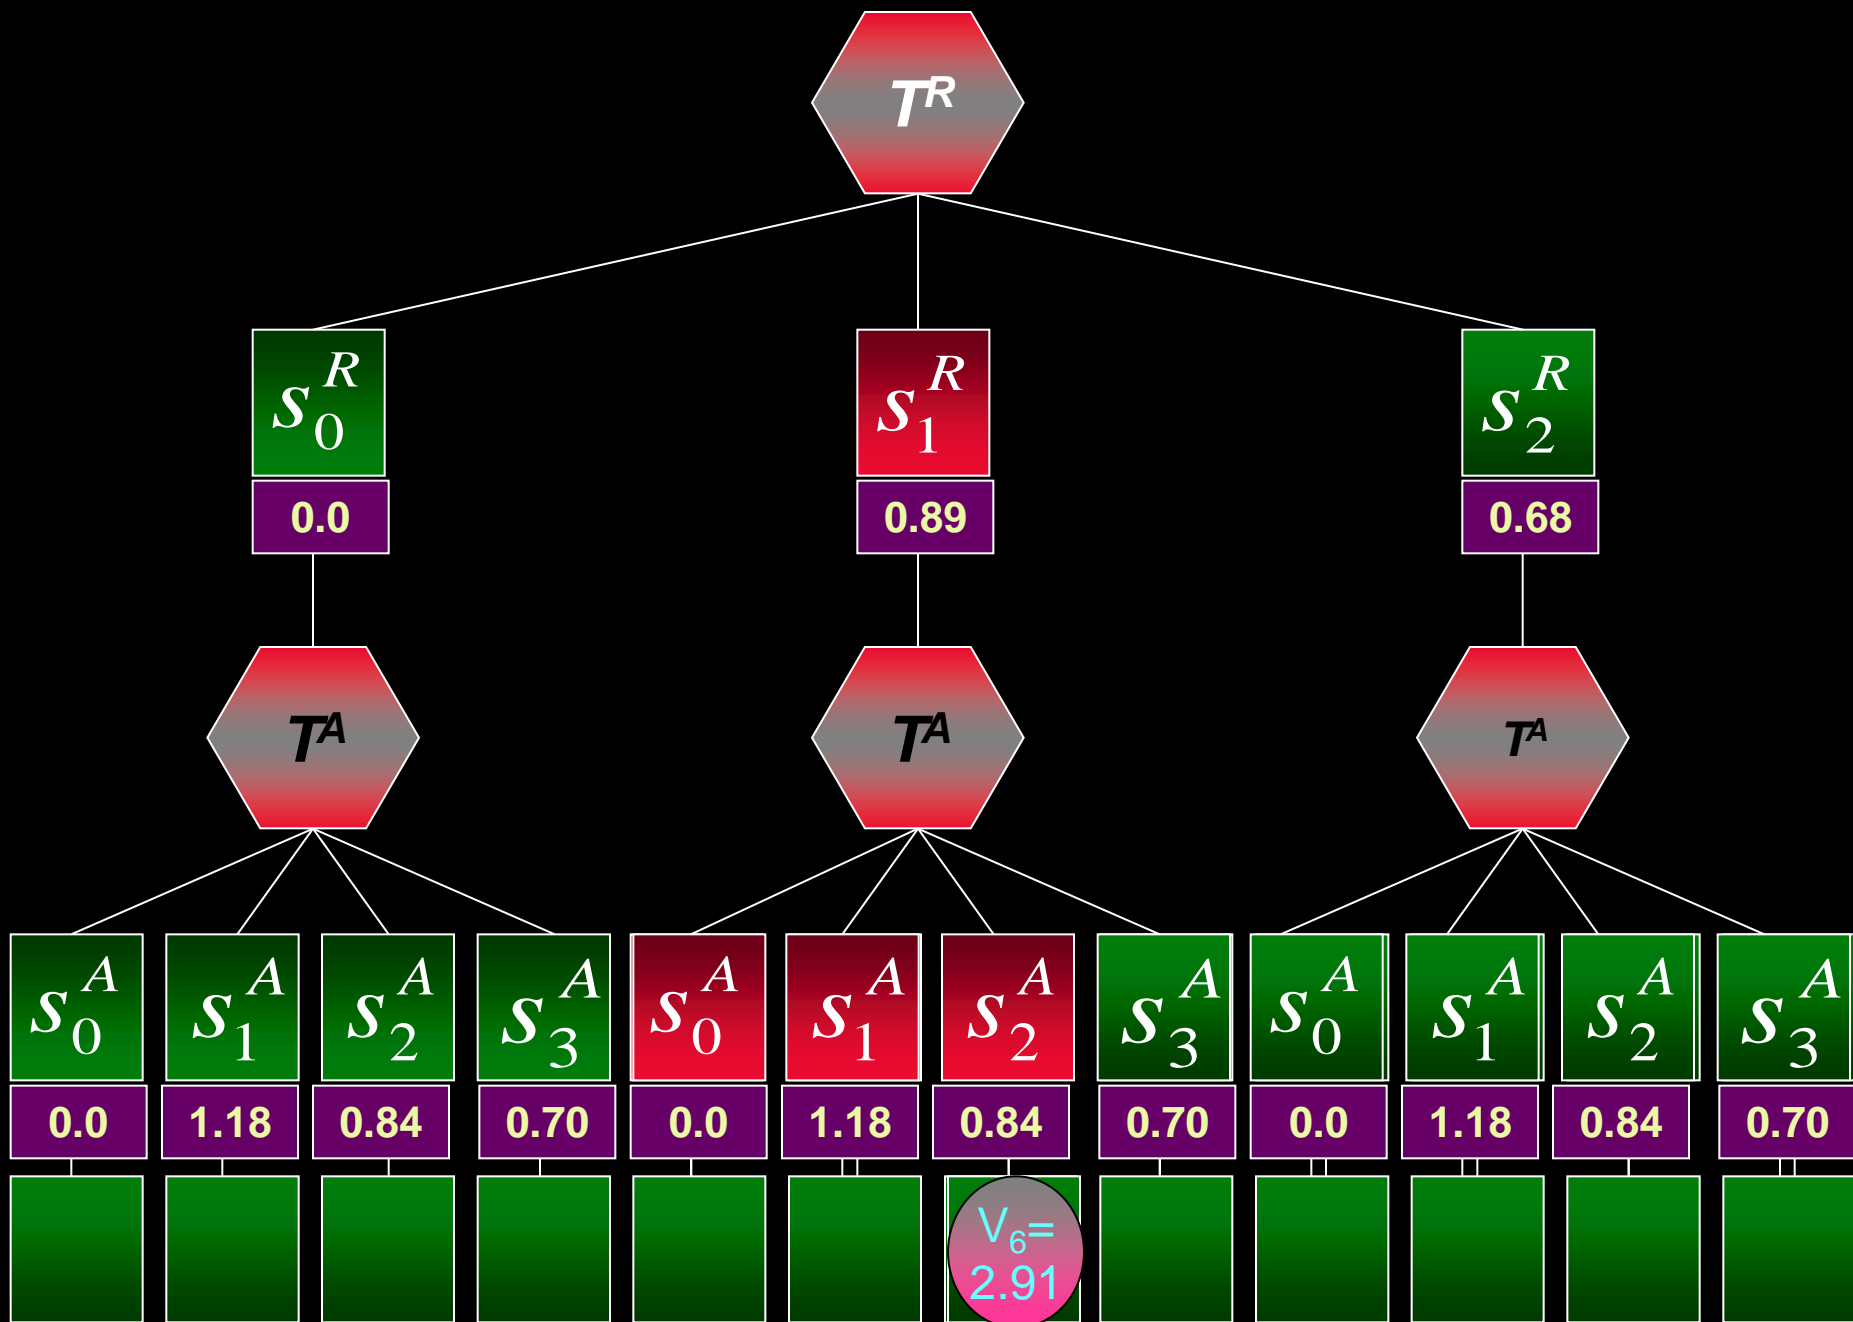 T^R
s_0^R s_1^R s_2^R
0.0 0.89 0.68
T^A T^A T^A
s_0^A s_1^A s_2^A s_3^A s_0^A s_1^A s_2^A s_3^A s_0^A s_1^A s_2^A s_3^A
0.0 1.18 0.84 0.70 0.0 1.18 0.84 0.70 0.0 1.18 0.84 0.70
V_6=
2.91